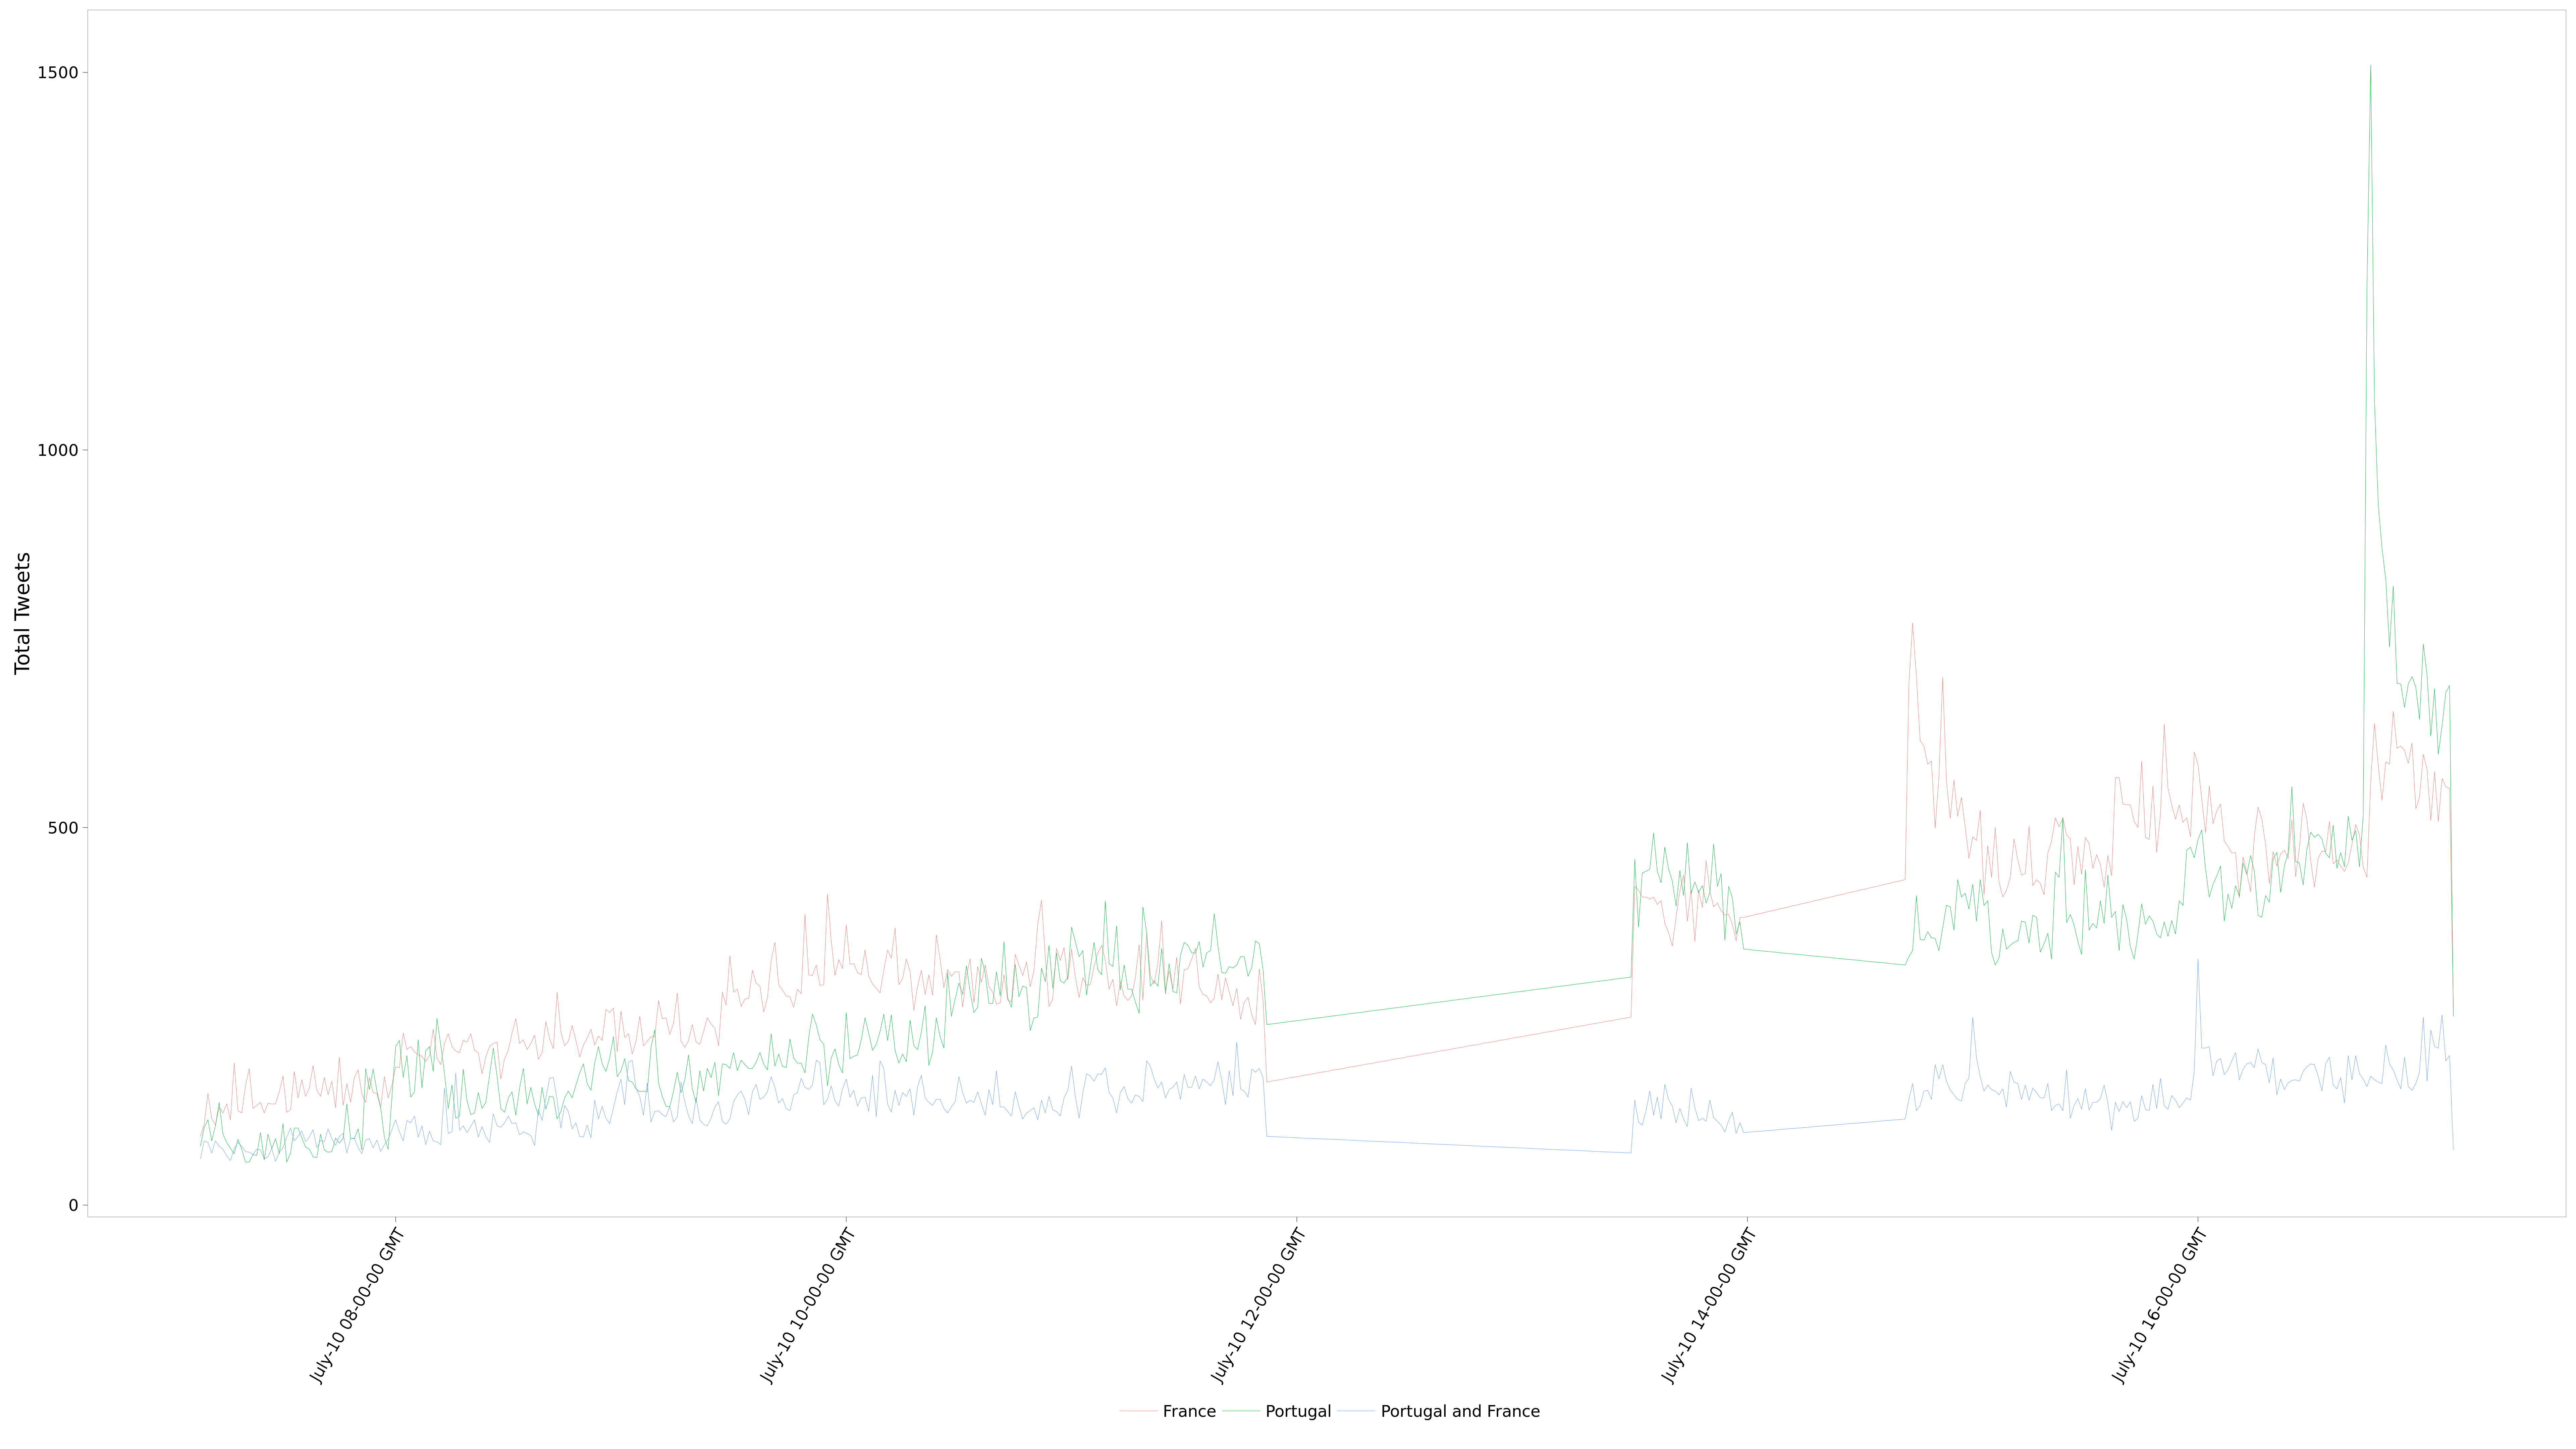 Total Tweets
1500
1000
500
0
July-10 08-00-00 GMT
July-10 10-00-00 GMT
July-10 12-00-00 GMT
July-10 14-00-00 GMT
July-10 16-00-00 GMT
France
Portugal
Portugal and France